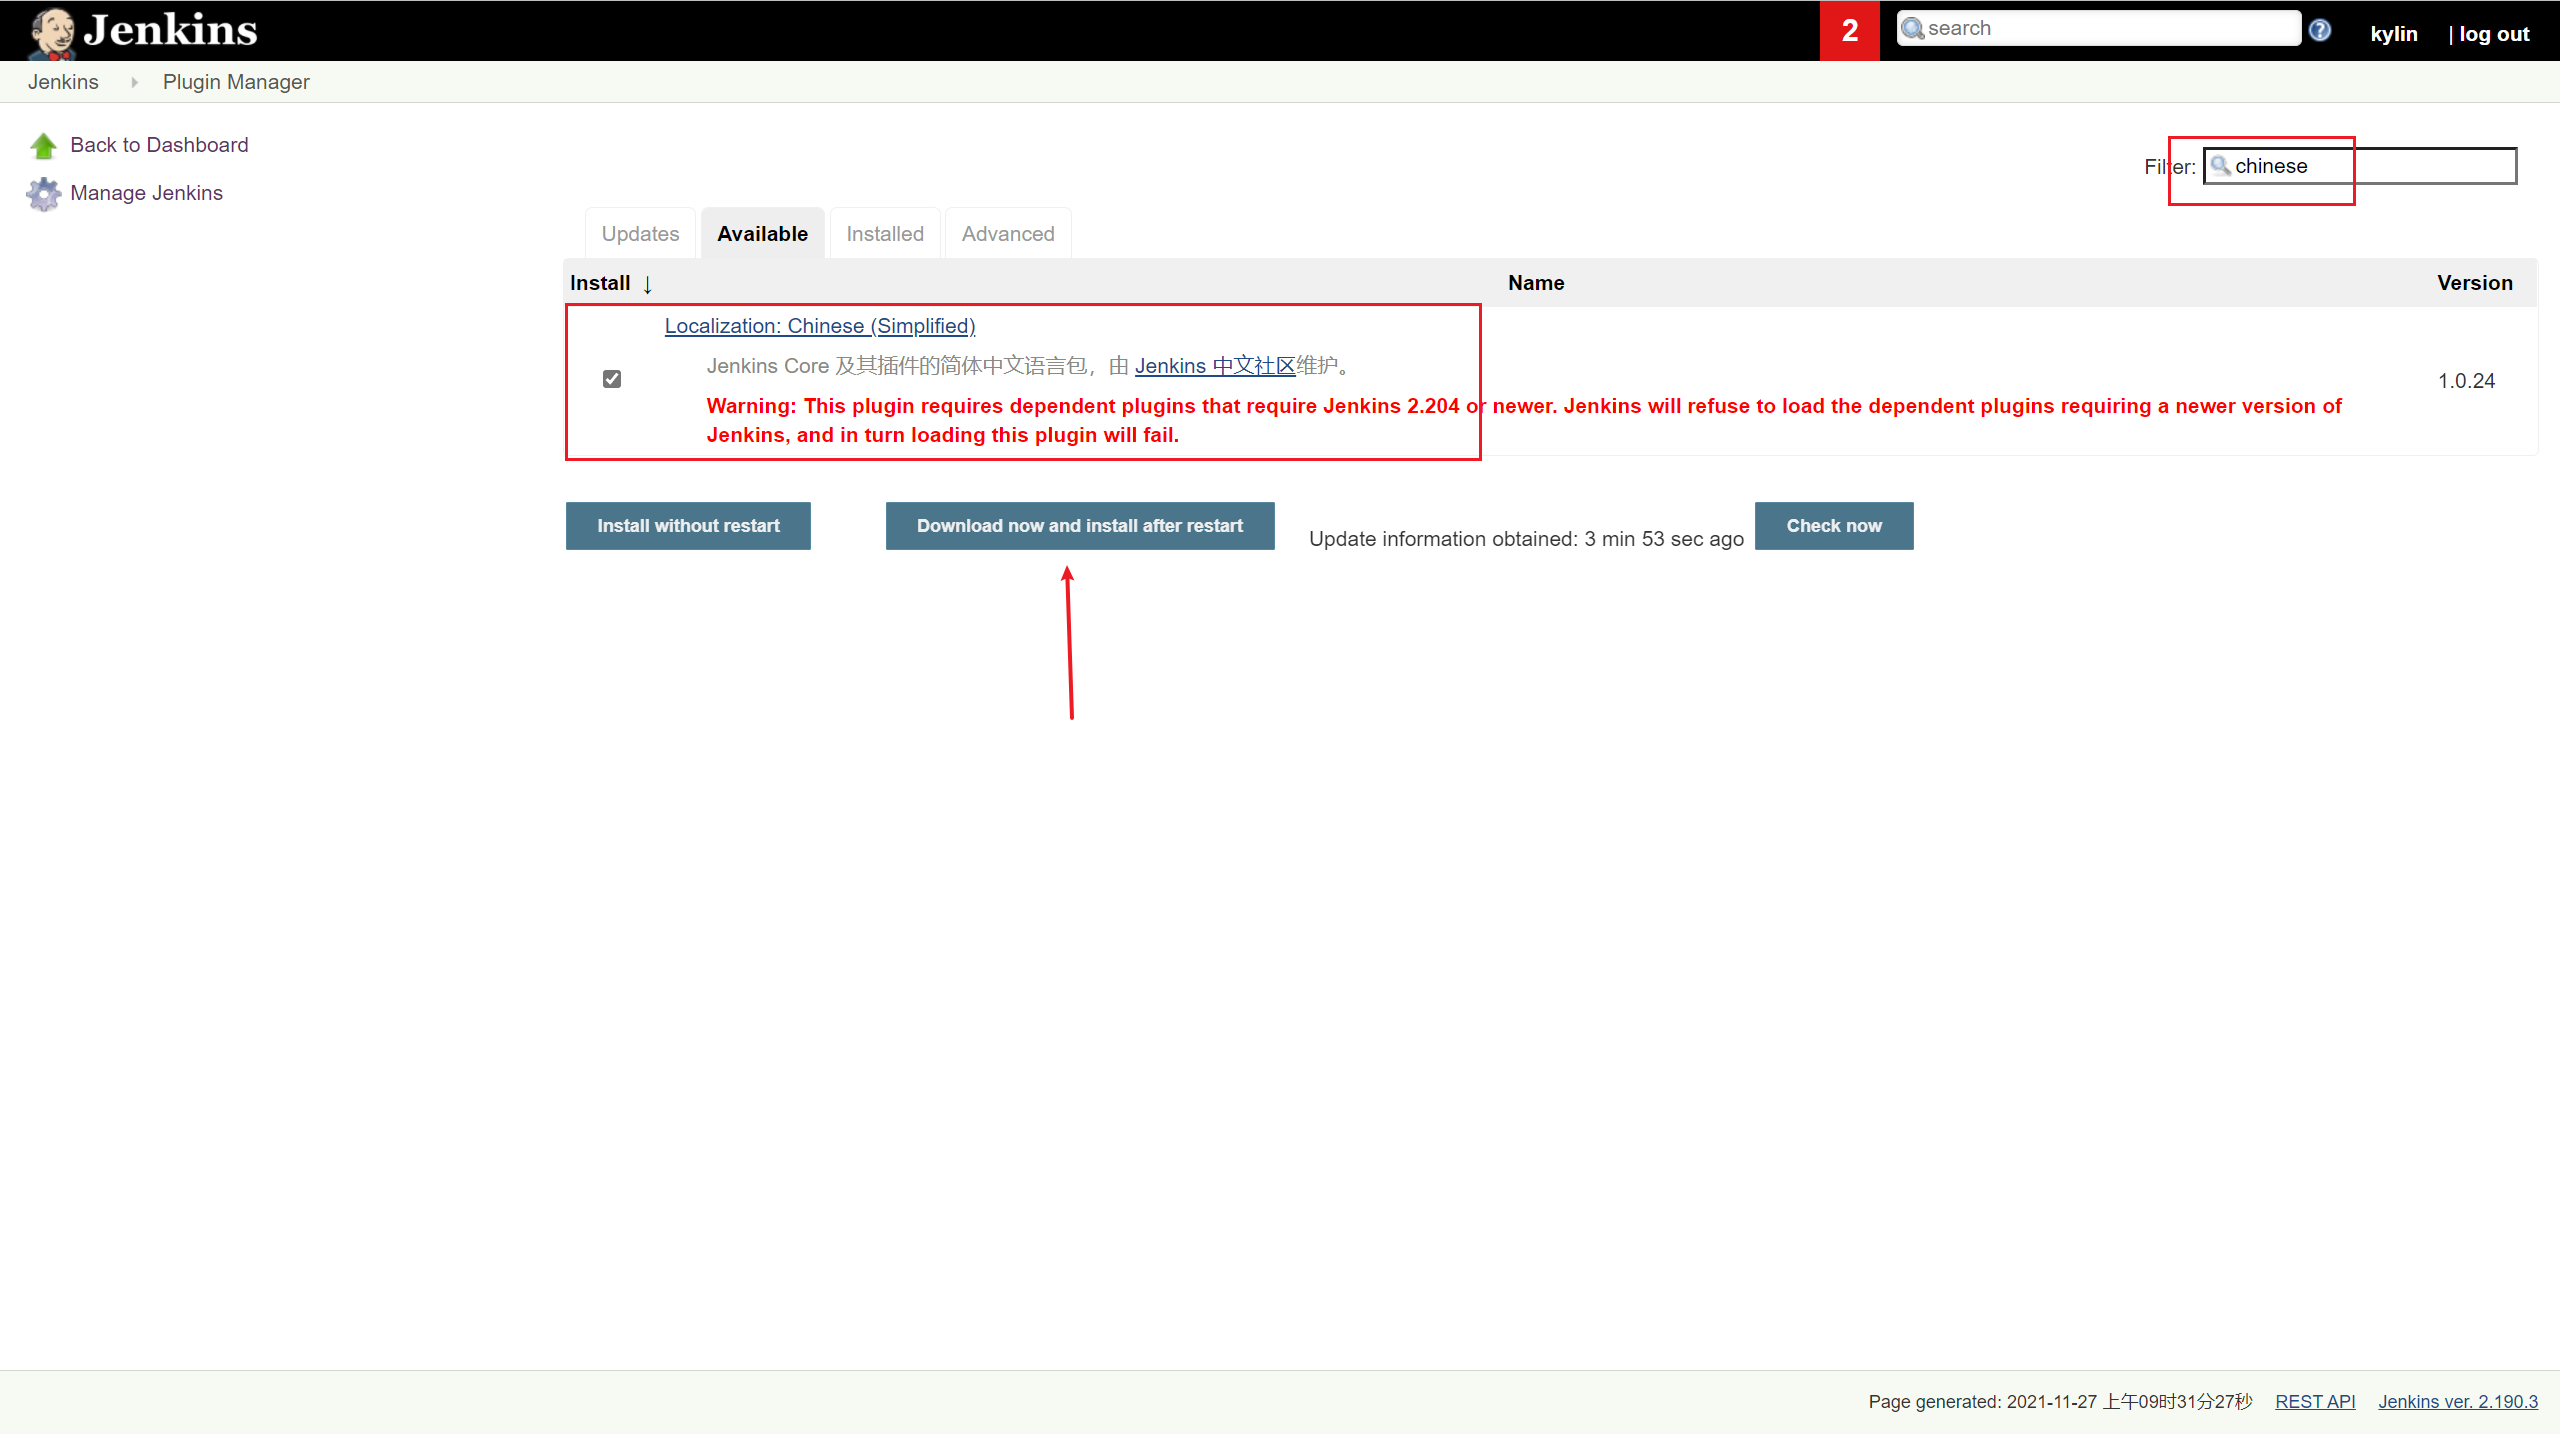 Jenkins
2
search
kylin
| log out
Jenkins
Plugin Manager
Back to Dashboard
Manage Jenkins
Filter:
chinese
Updates
Available
Installed
Advanced
Install ↓
Name
Version
Localization: Chinese (Simplified)
Jenkins Core 及其插件的简体中文语言包，由 Jenkins 中文社区维护。
Warning: This plugin requires dependent plugins that require Jenkins 2.204 or newer. Jenkins will refuse to load the dependent plugins requiring a newer version of
Jenkins, and in turn loading this plugin will fail.
1.0.24
Install without restart
Download now and install after restart
Update information obtained: 3 min 53 sec ago
Check now
Page generated: 2021-11-27 上午09时31分27秒
REST API
Jenkins ver. 2.190.3